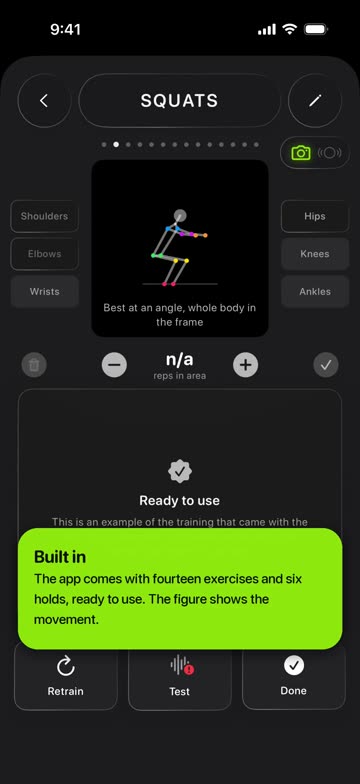 9:41
SQUATS
Shoulders
Hips
Elbows
Knees
Wrists
Ankles
Best at an angle, whole body in
the frame
n/a
reps in area
Ready to use
This is an example of the training that came with the
Built in
The app comes with fourteen exercises and six
holds, ready to use. The figure shows the
movement.
Retrain
Test
Done